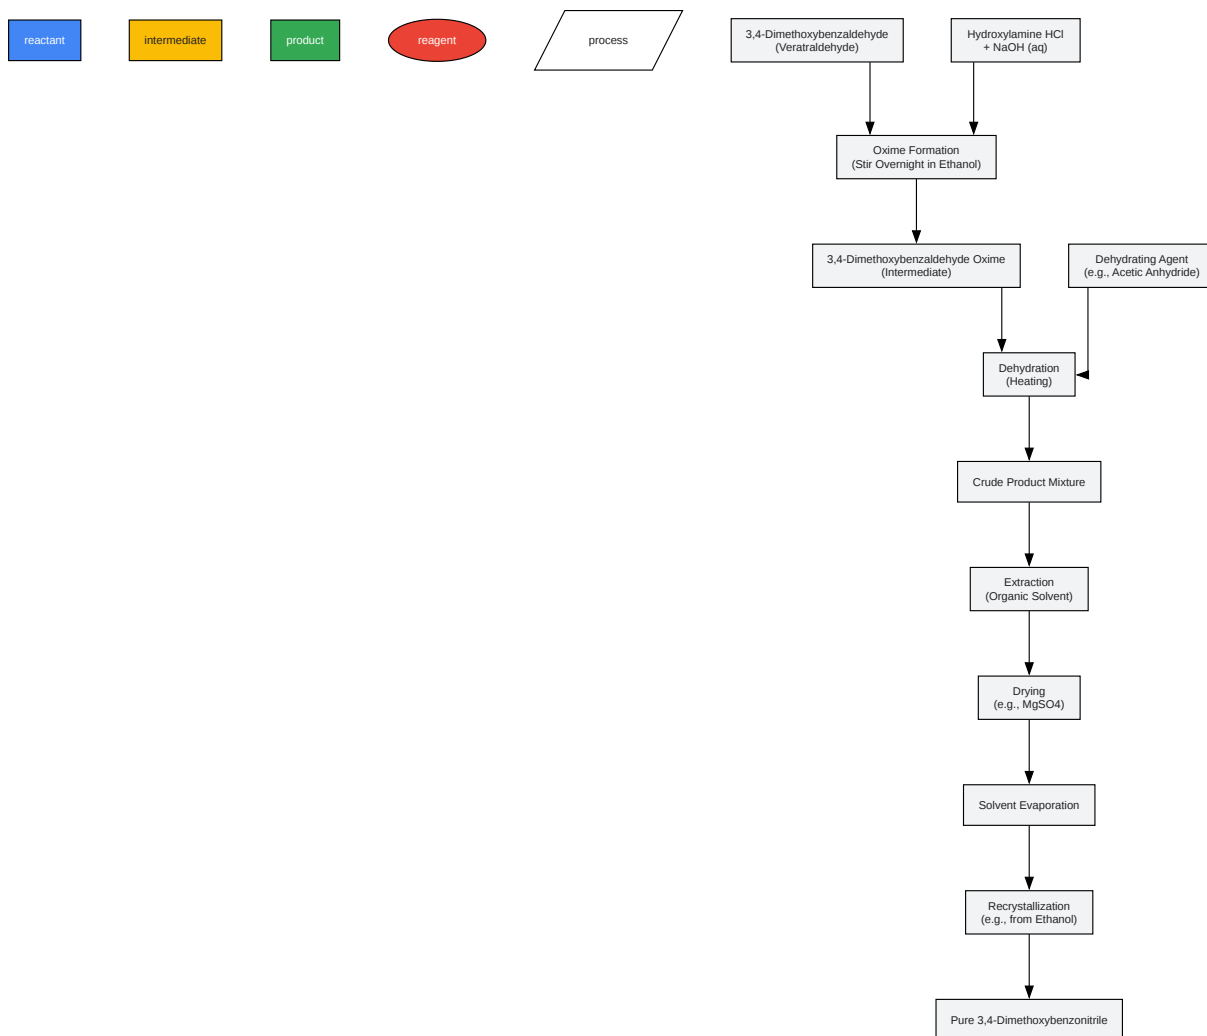 reactant
intermediate
product
reagent
process
3,4-Dimethoxybenzaldehyde
(Veratraldehyde)
Hydroxylamine HCl
+ NaOH (aq)
Oxime Formation
(Stir Overnight in Ethanol)
3,4-Dimethoxybenzaldehyde Oxime
(Intermediate)
Dehydrating Agent
(e.g., Acetic Anhydride)
Dehydration
(Heating)
Crude Product Mixture
Extraction
(Organic Solvent)
Drying
(e.g., MgSO4)
Solvent Evaporation
Recrystallization
(e.g., from Ethanol)
Pure 3,4-Dimethoxybenzonitrile